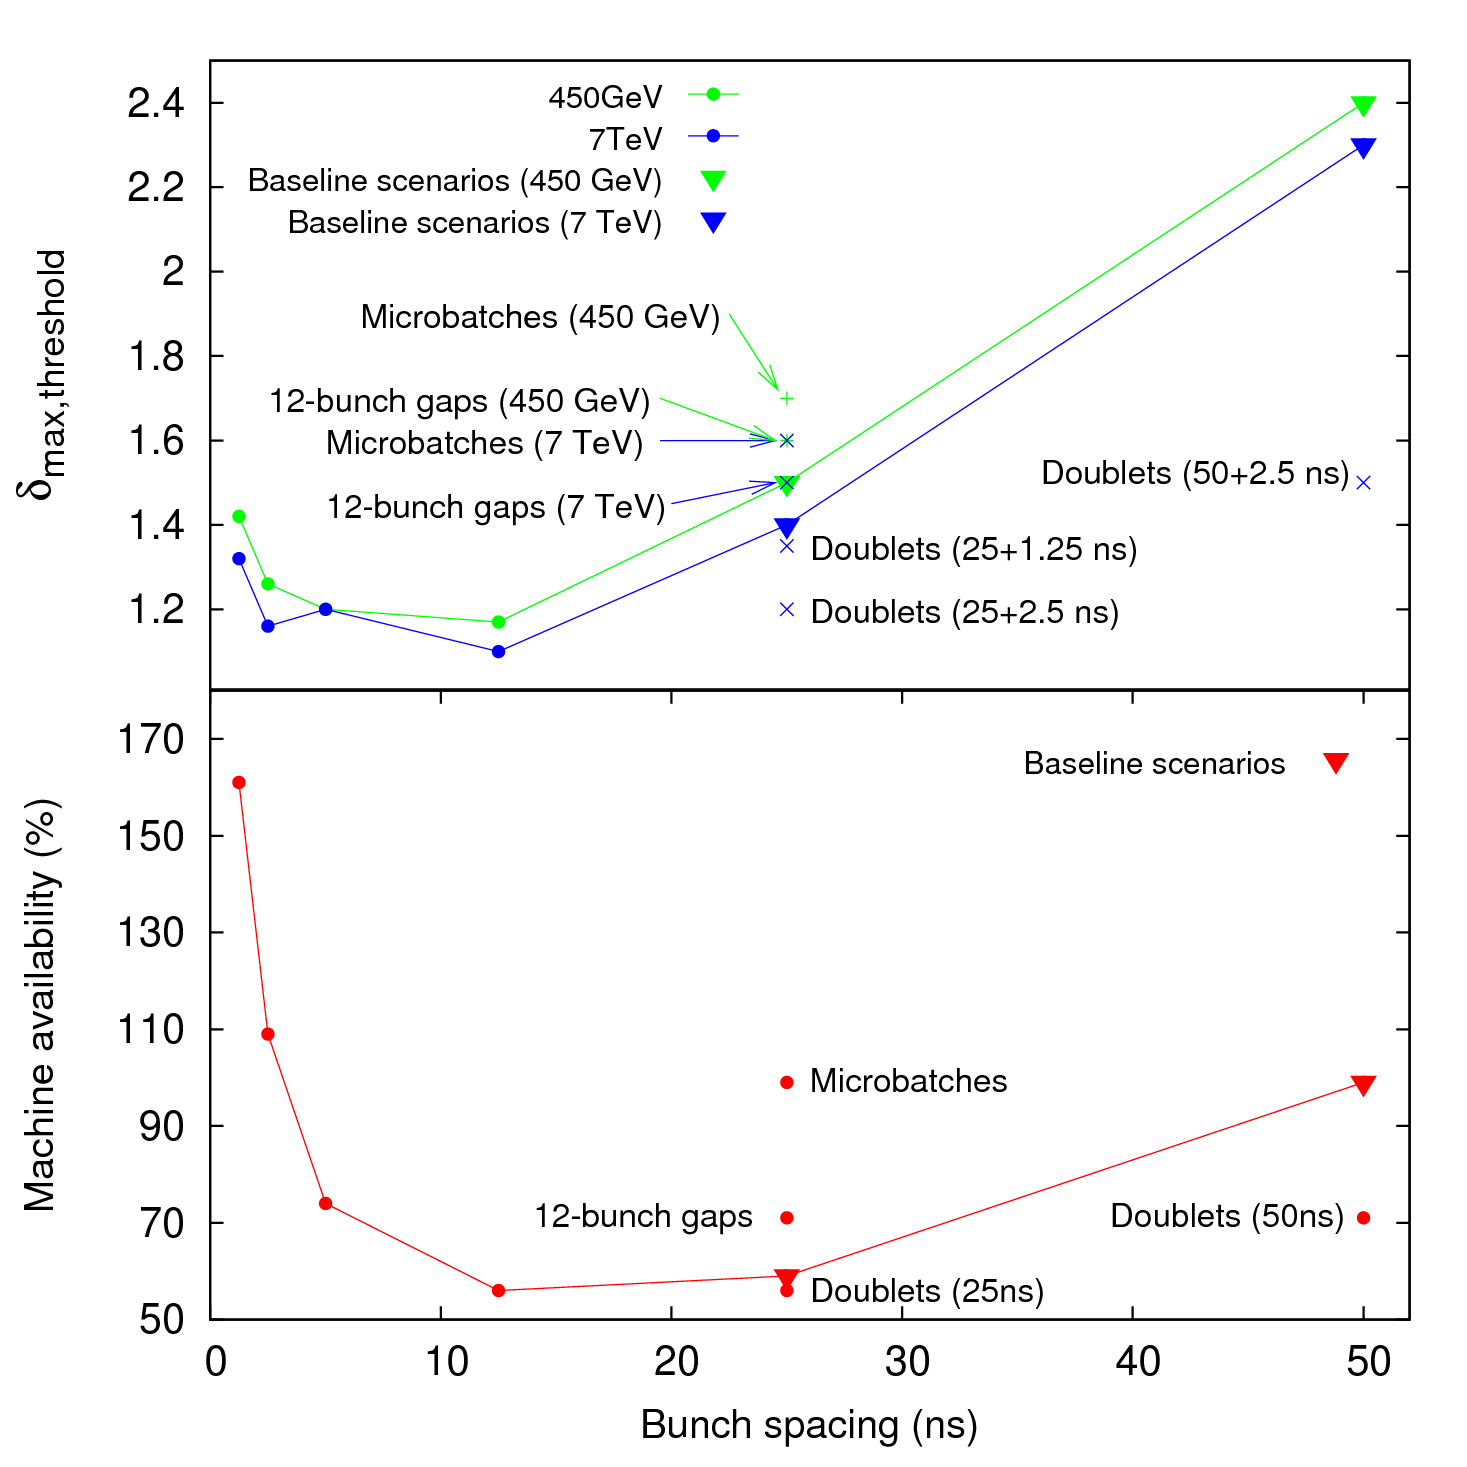 2.4
2.2
2
1.8
1.6
1.4
1.2
δmax,threshold
450GeV
7TeV
Baseline scenarios (450 GeV)
Baseline scenarios (7 TeV)
Microbatches (450 GeV)
12-bunch gaps (450 GeV)
Microbatches (7 TeV)
12-bunch gaps (7 TeV)
Doublets (50+2.5 ns)
Doublets (25+1.25 ns)
Doublets (25+2.5 ns)
170
150
130
110
90
70
50
Machine availability (%)
Baseline scenarios
Microbatches
12-bunch gaps
Doublets (50ns)
Doublets (25ns)
0 10 20 30 40 50
Bunch spacing (ns)